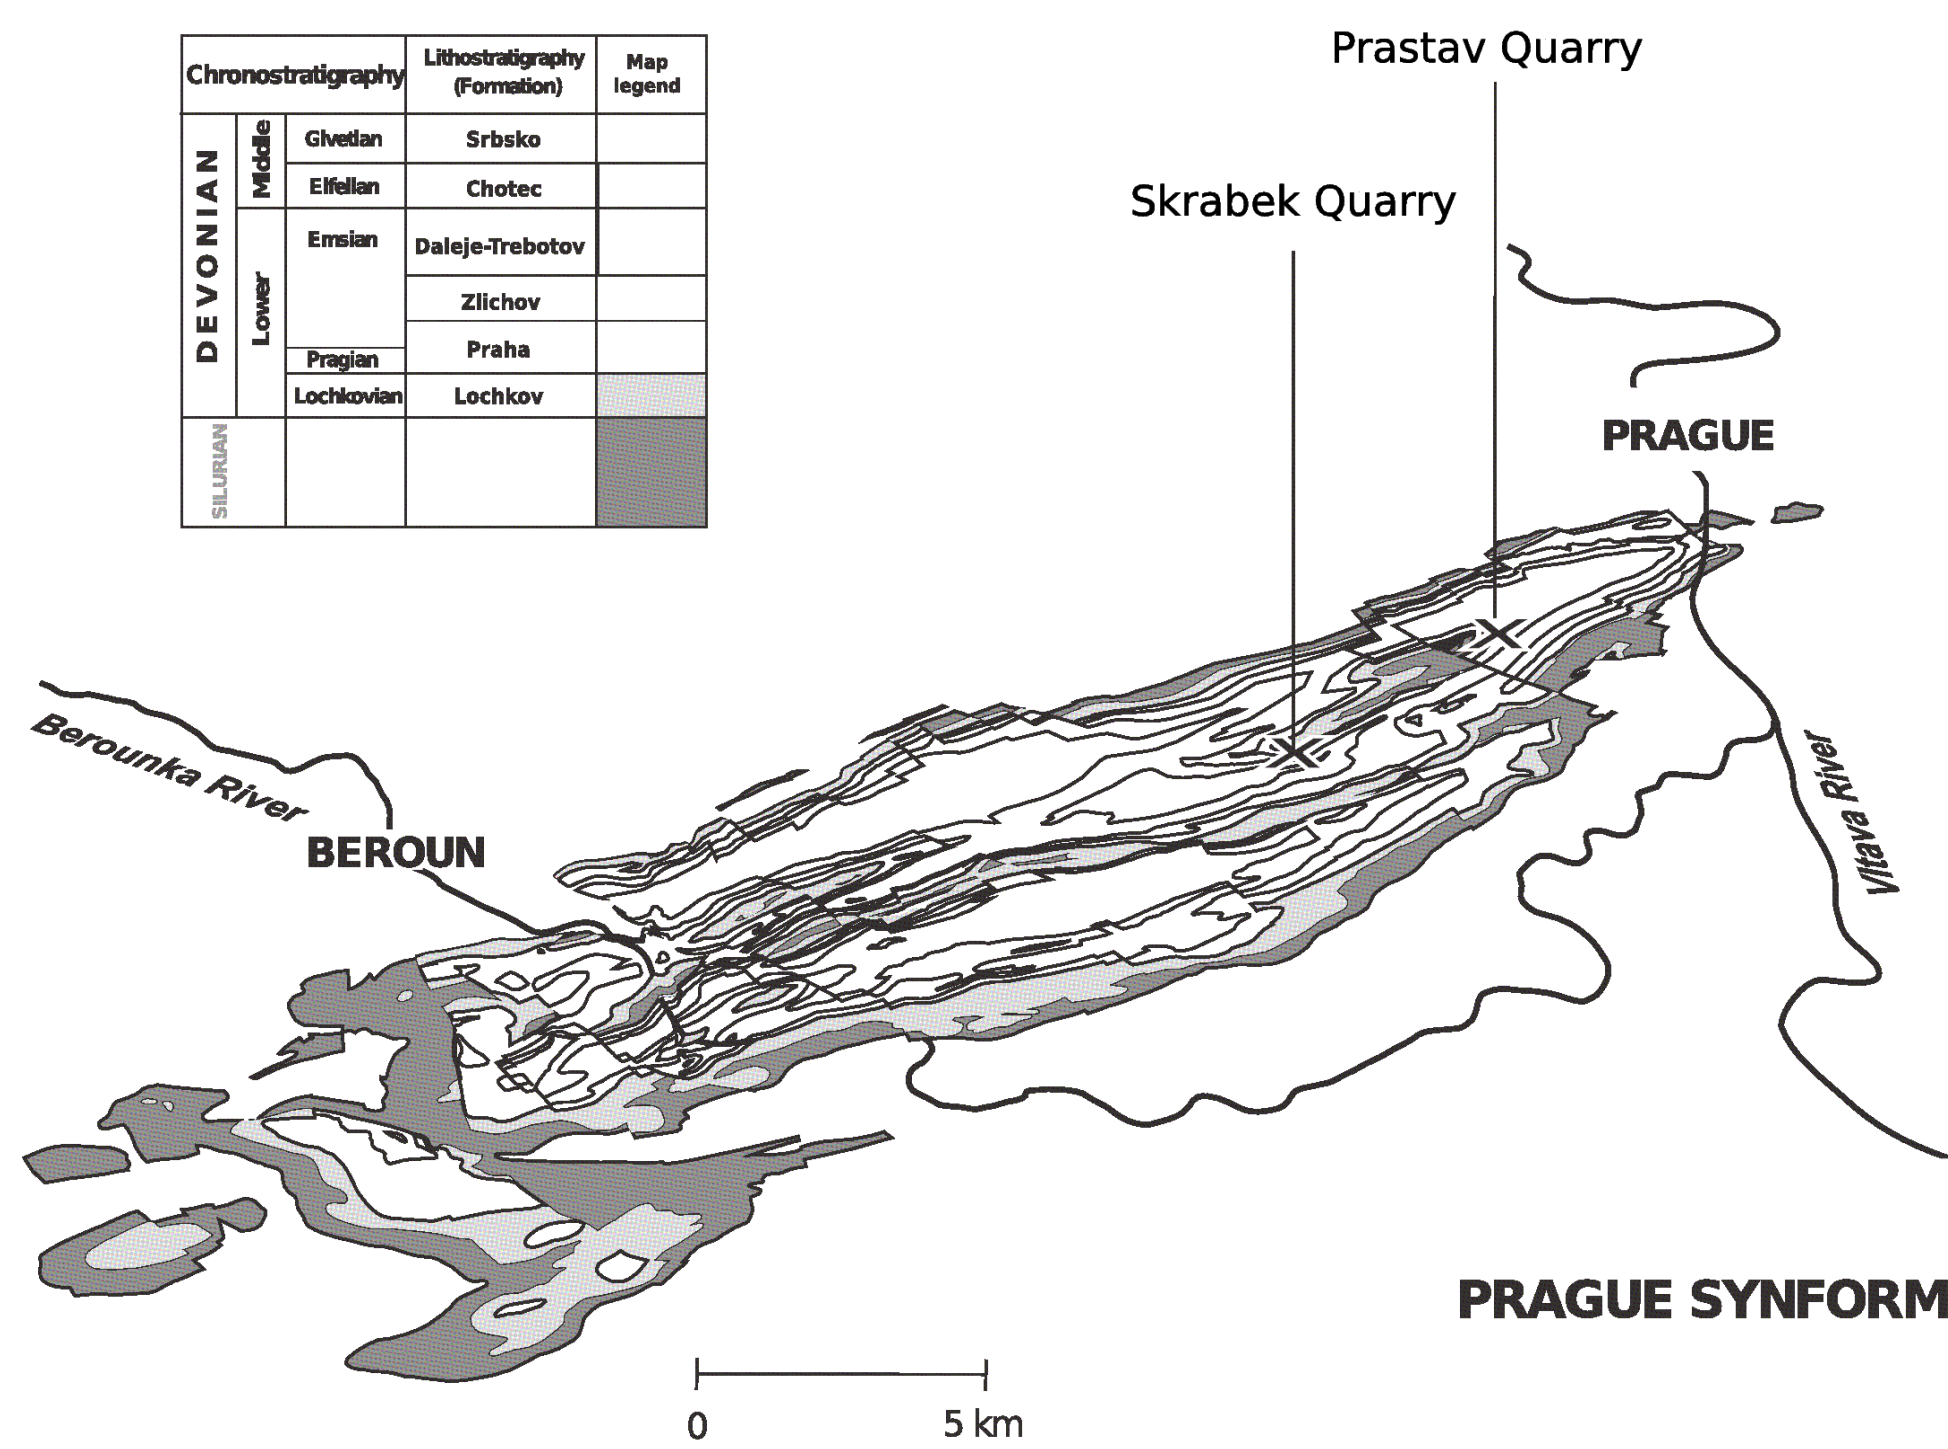 Prastav Quarry
Skrabek Quarry
Chronostratigraphy
Lithostratigraphy
(Formation)
Map
legend
DEVONIAN
Middle
Givetian
Srbsko
Eifelian
Chotec
Lower
Emsian
Daleje-Trebotov
Zlichov
Praha
Pragian
Lochkovian
Lochkov
SILURIAN
PRAGUE
Berounka River
BEROUN
Vltava River
PRAGUE SYNFORM
0
5 km